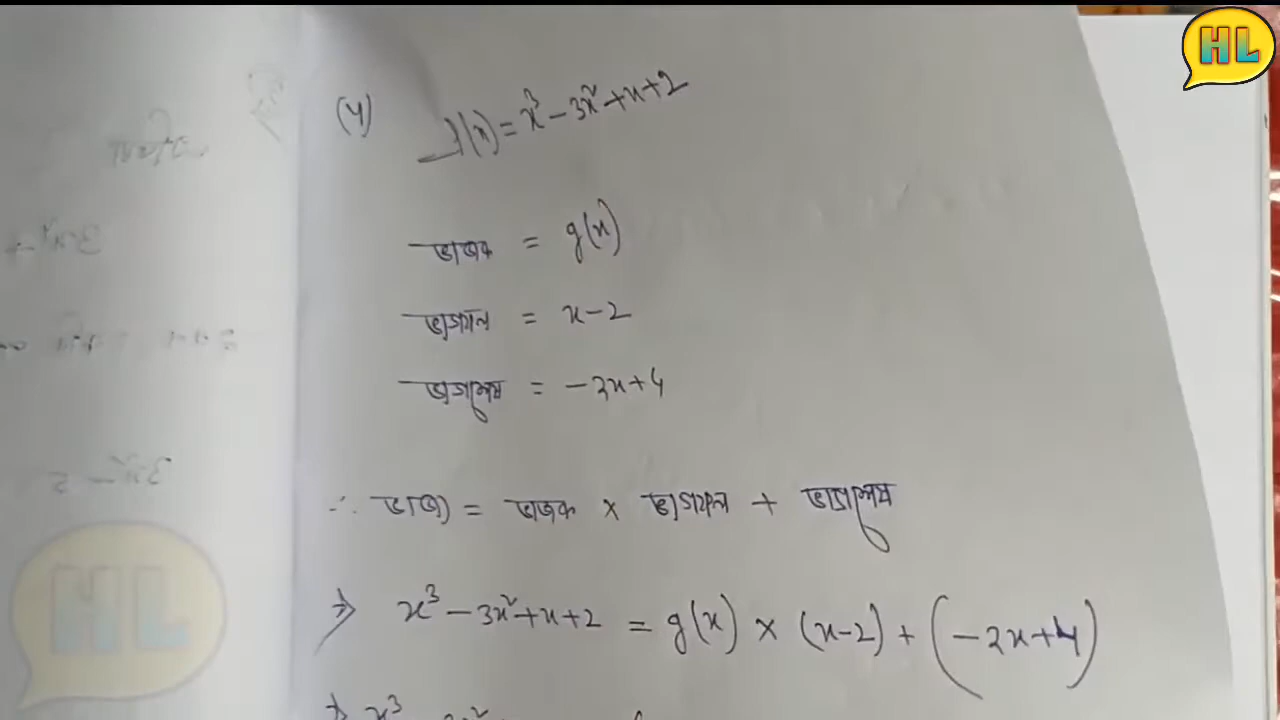 HL
(4) f(x) = x³ - 3x² + x + 2
ভাজক = g(x)
ভাগফল = x - 2
ভাগশেষ = -2x + 4
∴ ভাজ্য = ভাজক × ভাগফল + ভাগশেষ
⇒ x³ - 3x² + x + 2 = g(x) × (x - 2) + (-2x + 4)
HL